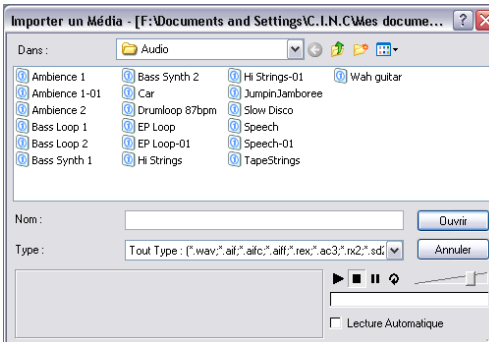 Importer un Média - [F:\Documents and Settings\C.I.N.C\Mes docume...
Dans :
Audio
Ambience 1
Ambience 1-01
Ambience 2
Bass Loop 1
Bass Loop 2
Bass Synth 1
Bass Synth 2
Car
Drumloop 87bpm
EP Loop
EP Loop-01
Hi Strings
Hi Strings-01
JumpinJamboree
Slow Disco
Speech
Speech-01
TapeStrings
Wah guitar
Nom :
Ouvrir
Type :
Tout Type : (*.wav;*.aif;*.aifc;*.aiff;*.rex;*.ac3;*.rx2;*.sd2
Annuler
Lecture Automatique